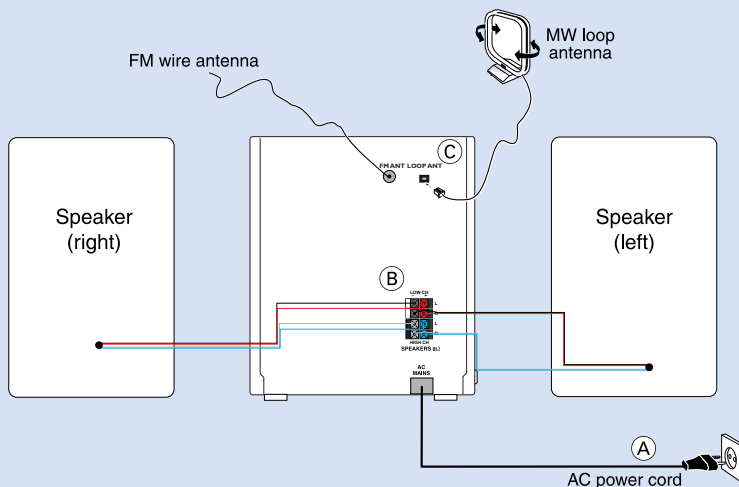 MW loop
antenna
FM wire antenna
C
FM ANT LOOP ANT
Speaker
(right)
Speaker
(left)
B
LOW CH
– +
L
L
HIGH CH
SPEAKERS 8Ω
AC
MAINS
A
AC power cord